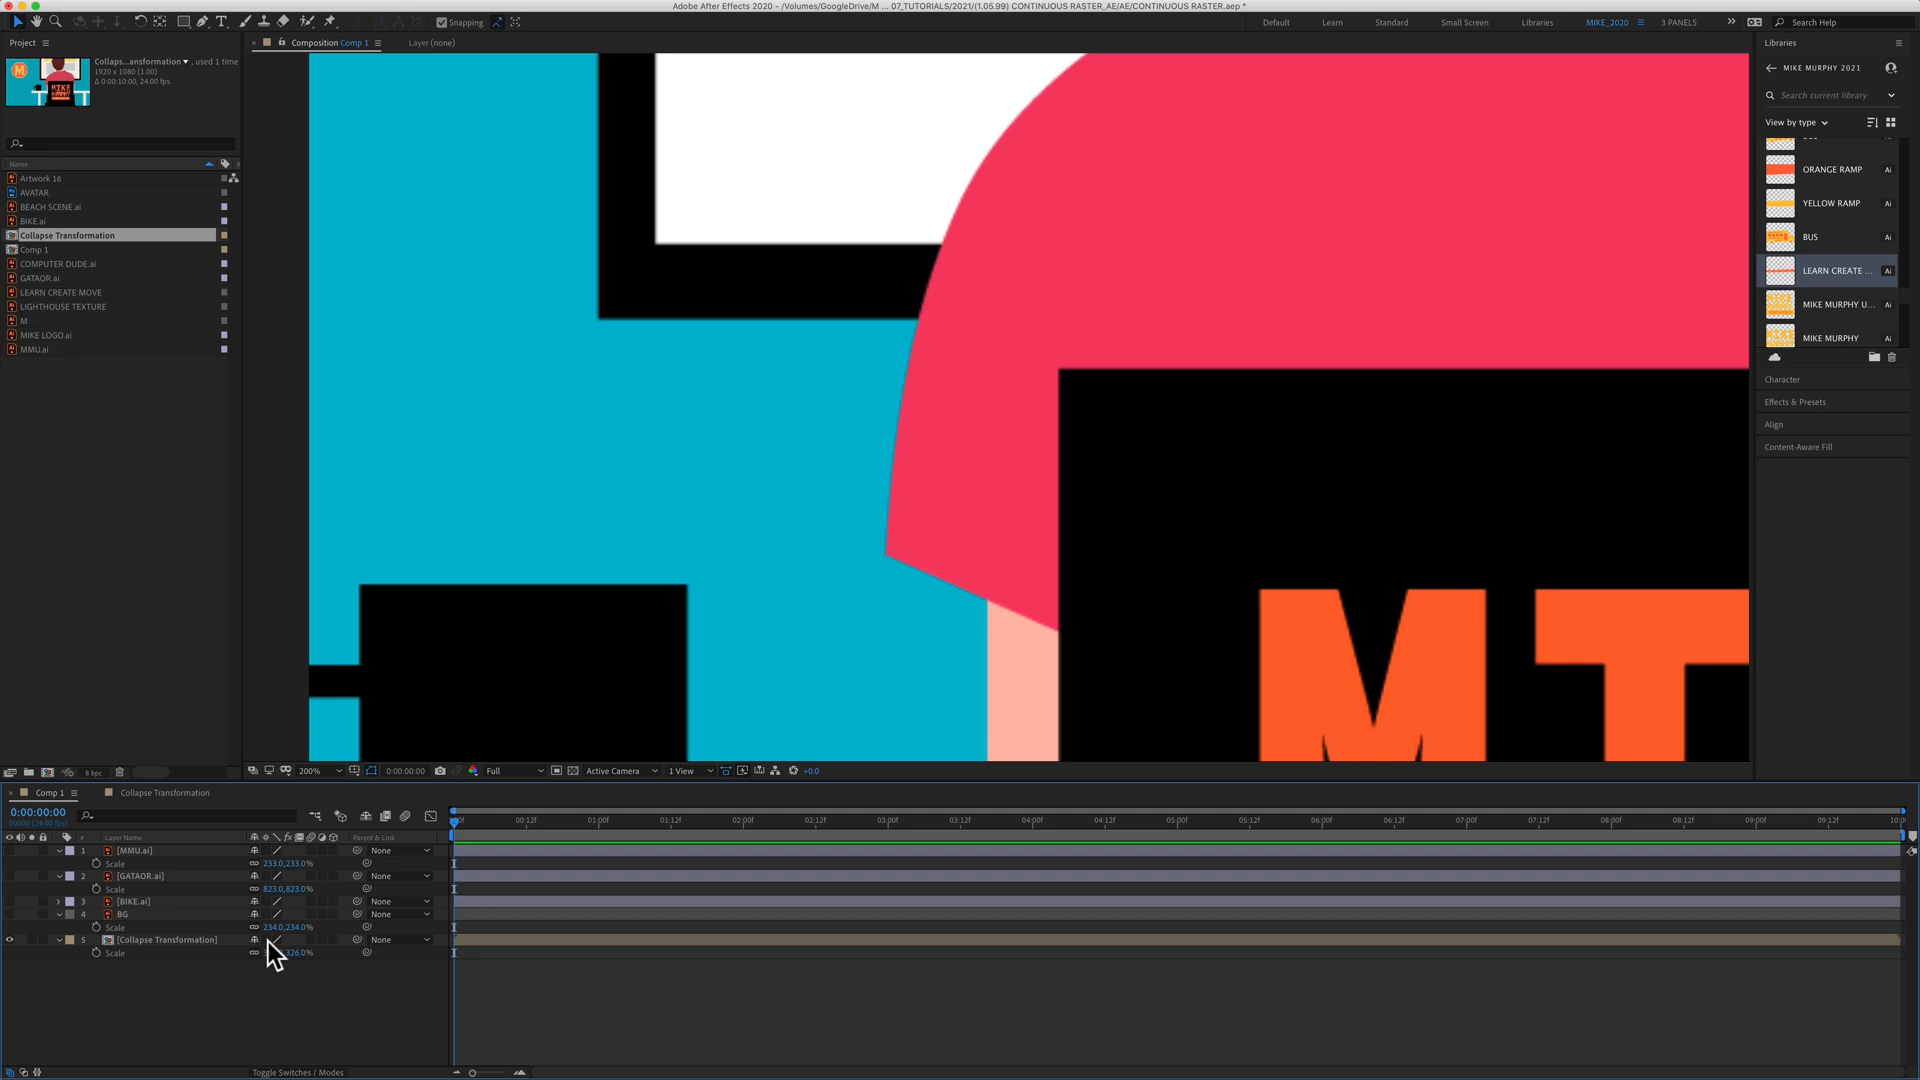 Adobe After Effects 2020 - /Volumes/GoogleDrive/M ... 07_TUTORIALS/2021/(1.05.99) CONTINUOUS RASTER_AE/AE/CONTINUOUS RASTER.aep *
Snapping
Default
Learn
Standard
Small Screen
Libraries
MIKE_2020
3 PANELS
Search Help
Project
Composition Comp 1
Layer (none)
Libraries
Collaps...ansformation , used 1 time
1920 x 1080 (1.00)
Δ 0:00:10:00, 24.00 fps)
MIKE MURPHY 2021
Search current library
View by type
Name
Artwork 16
AVATAR
BEACH SCENE.ai
BIKE.ai
Collapse Transformation
Comp 1
COMPUTER DUDE.ai
GATAOR.ai
LEARN CREATE MOVE
LIGHTHOUSE TEXTURE
M
MIKE LOGO.ai
MMU.ai
ORANGE RAMP
Ai
YELLOW RAMP
Ai
BUS
Ai
LEARN CREATE ...
Ai
MIKE MURPHY U...
Ai
MIKE MURPHY
Ai
Character
Effects & Presets
Align
Content-Aware Fill
8 bpc
200%
0:00:00:00
Full
Active Camera
1 View
+0.0
Comp 1
Collapse Transformation
0:00:00:00
00000 (24.00 fps)
00:12f
01:00f
01:12f
02:00f
02:12f
03:00f
03:12f
04:00f
04:12f
05:00f
05:12f
06:00f
06:12f
07:00f
07:12f
08:00f
08:12f
09:00f
09:12f
#
Layer Name
Parent & Link
1 [MMU.ai] None
Scale 233.0,233.0%
2 [GATAOR.ai] None
Scale 823.0,823.0%
3 [BIKE.ai] None
4 BG None
Scale 234.0,234.0%
5 [Collapse Transformation] None
Scale 326.0%
Toggle Switches / Modes